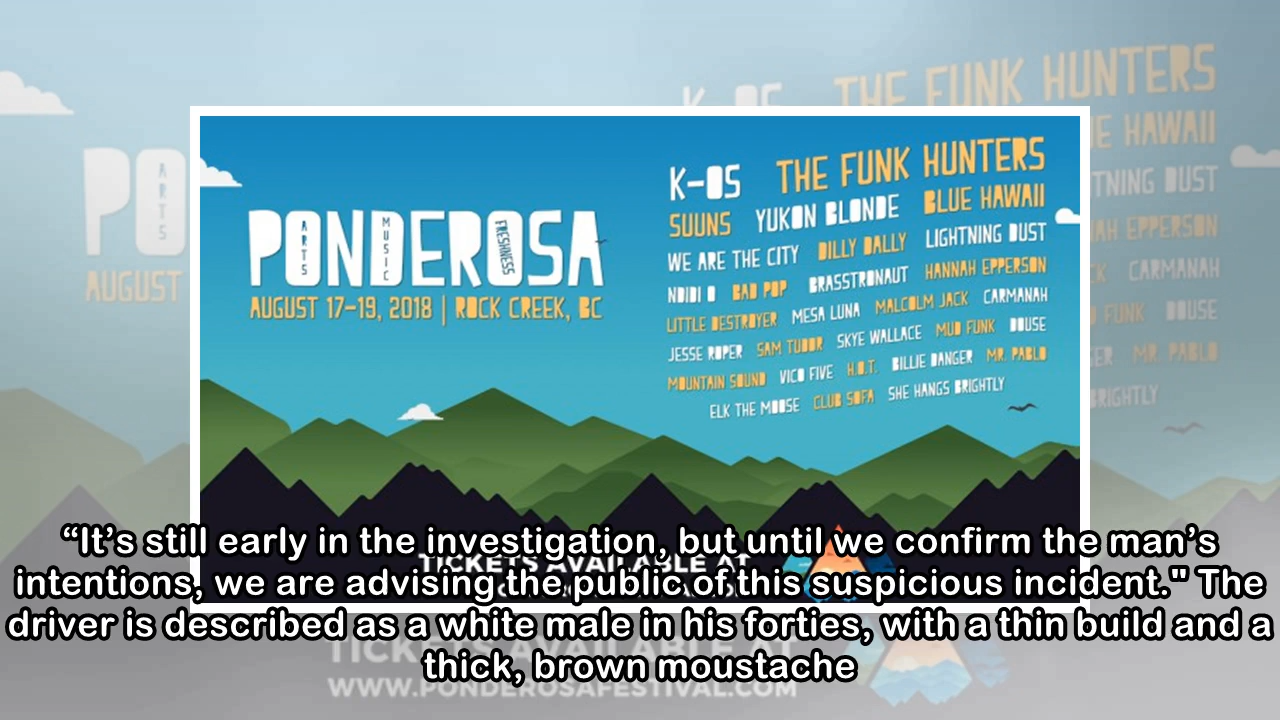 PONDEROSA
ARTS
MUSIC
FRESHNESS
AUGUST 17-19, 2018 | ROCK CREEK, BC
K-OS THE FUNK HUNTERS
SUUNS YUKON BLONDE BLUE HAWAII
WE ARE THE CITY DILLY DALLY LIGHTNING DUST
NDIDI O BAD POP BRASSTRONAUT HANNAH EPPERSON
LITTLE DESTROYER MESA LUNA MALCOLM JACK CARMANAH
JESSE ROPER SAM TUDOR SKYE WALLACE MUD FUNK DOUSE
MOUNTAIN SOUND VICO FIVE H.O.T. BILLIE DANGER MR. PABLO
ELK THE MOOSE CLUB SOFA SHE HANGS BRIGHTLY
TICKETS AVAILABLE AT
“It’s still early in the investigation, but until we confirm the man’s
intentions, we are advising the public of this suspicious incident." The
driver is described as a white male in his forties, with a thin build and a
thick, brown moustache
WWW.PONDEROSAFESTIVAL.COM